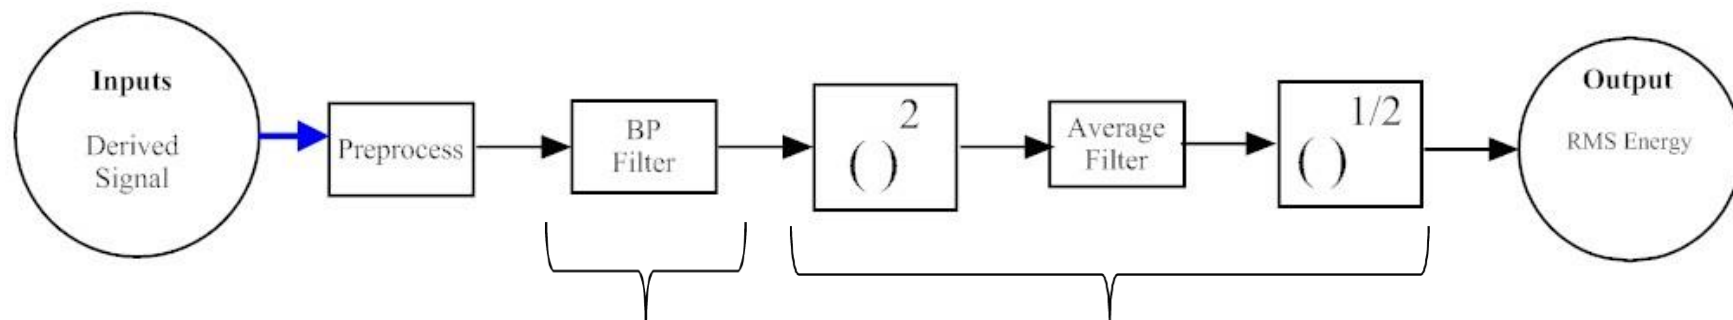 Inputs
Derived
Signal
Preprocess
BP
Filter
( )²
Average
Filter
( )^1/2
Output
RMS Energy